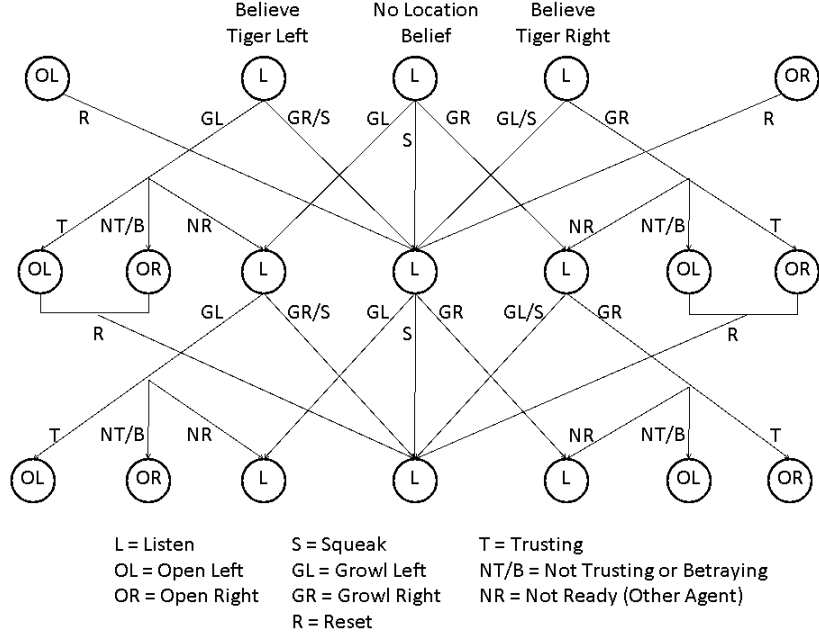 Believe No Location Believe
Tiger Left Belief Tiger Right
OL L L L OR
R GL GR/S GL S GR GL/S GR R
T NT/B NR NR NT/B T
OL OR L L L OL OR
R GL GR/S GL S GR GL/S GR R
T NT/B NR NR NT/B T
OL OR L L L OL OR
L = Listen S = Squeak T = Trusting
OL = Open Left GL = Growl Left NT/B = Not Trusting or Betraying
OR = Open Right GR = Growl Right NR = Not Ready (Other Agent)
R = Reset